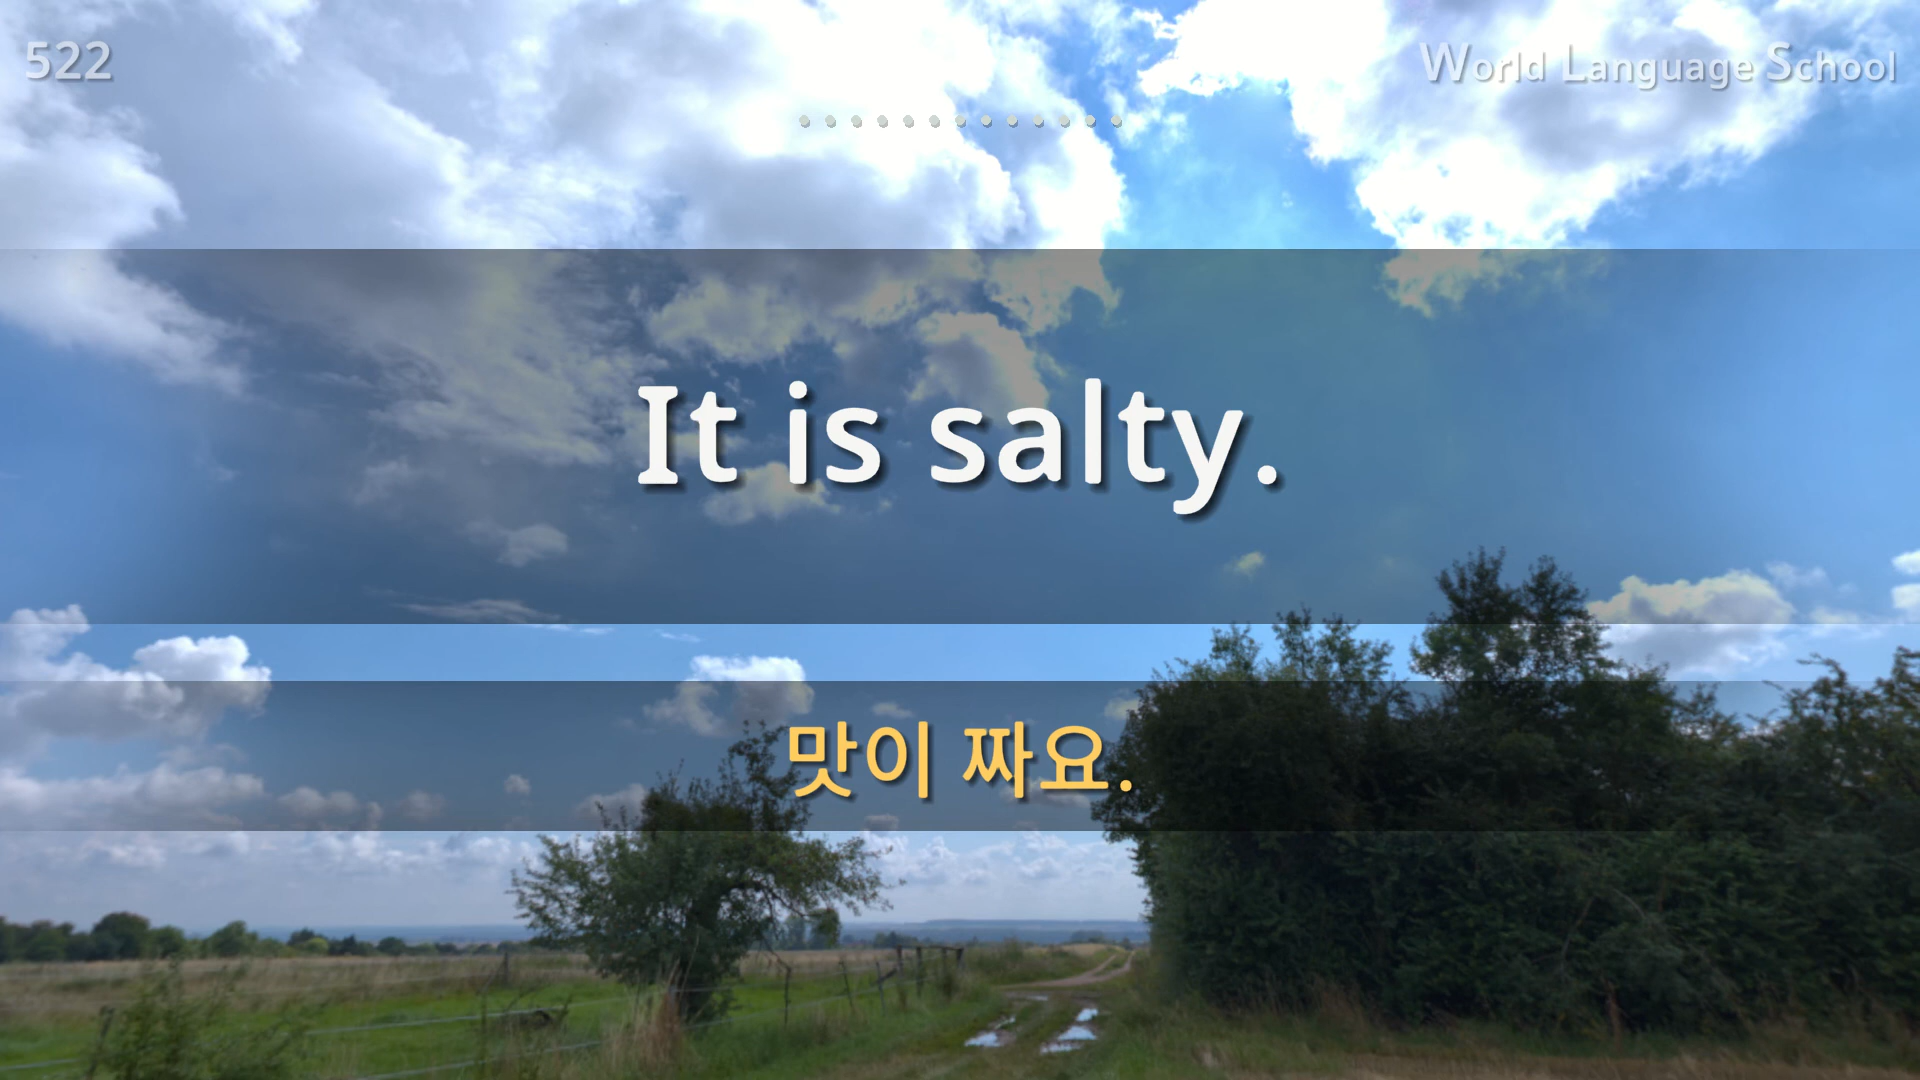 522
World Language School
It is salty.
맛이 짜요.